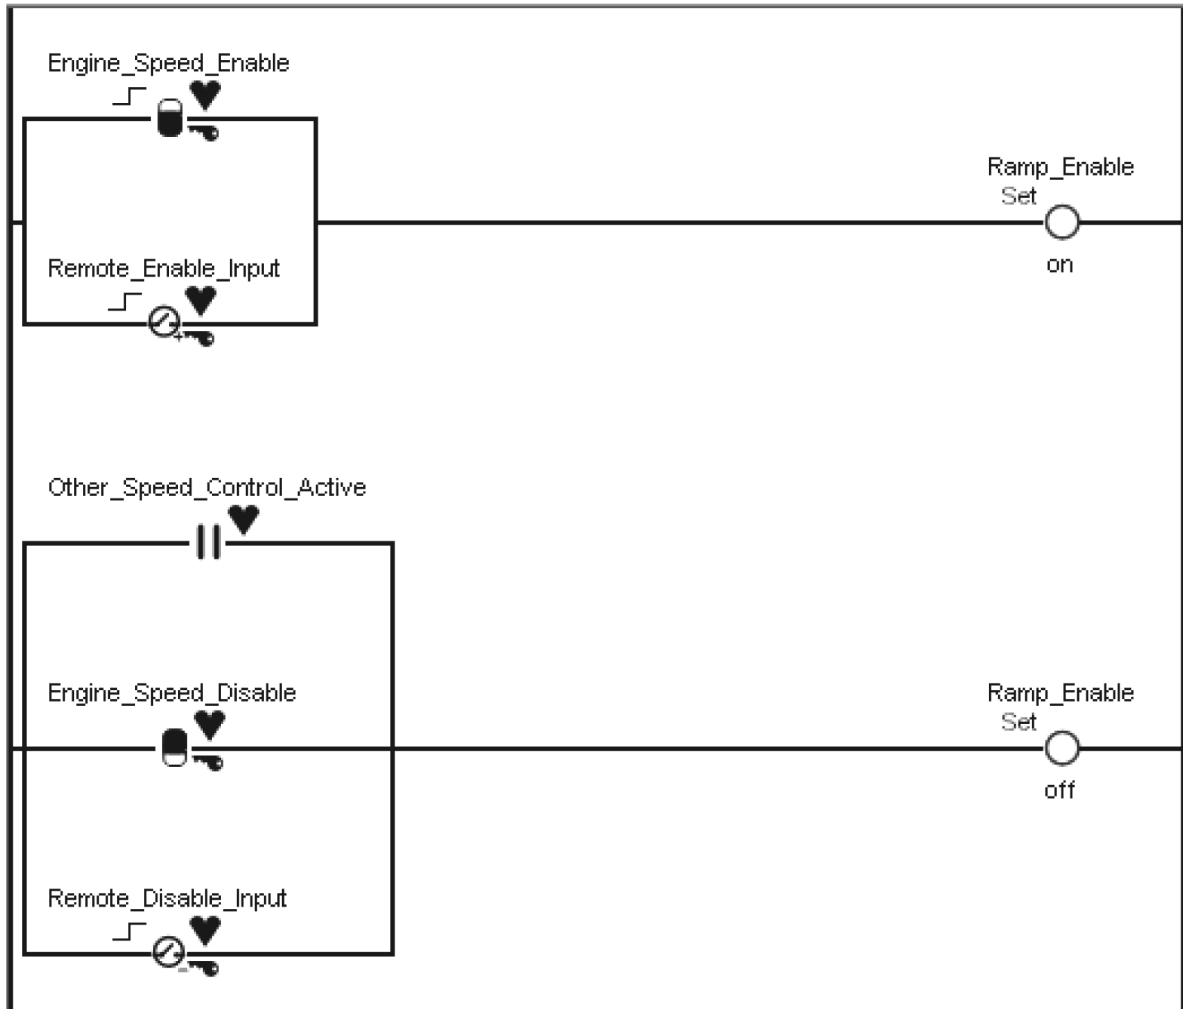 Engine_Speed_Enable
Ramp_Enable
Set
on
Remote_Enable_Input
Other_Speed_Control_Active
Engine_Speed_Disable
Ramp_Enable
Set
off
Remote_Disable_Input